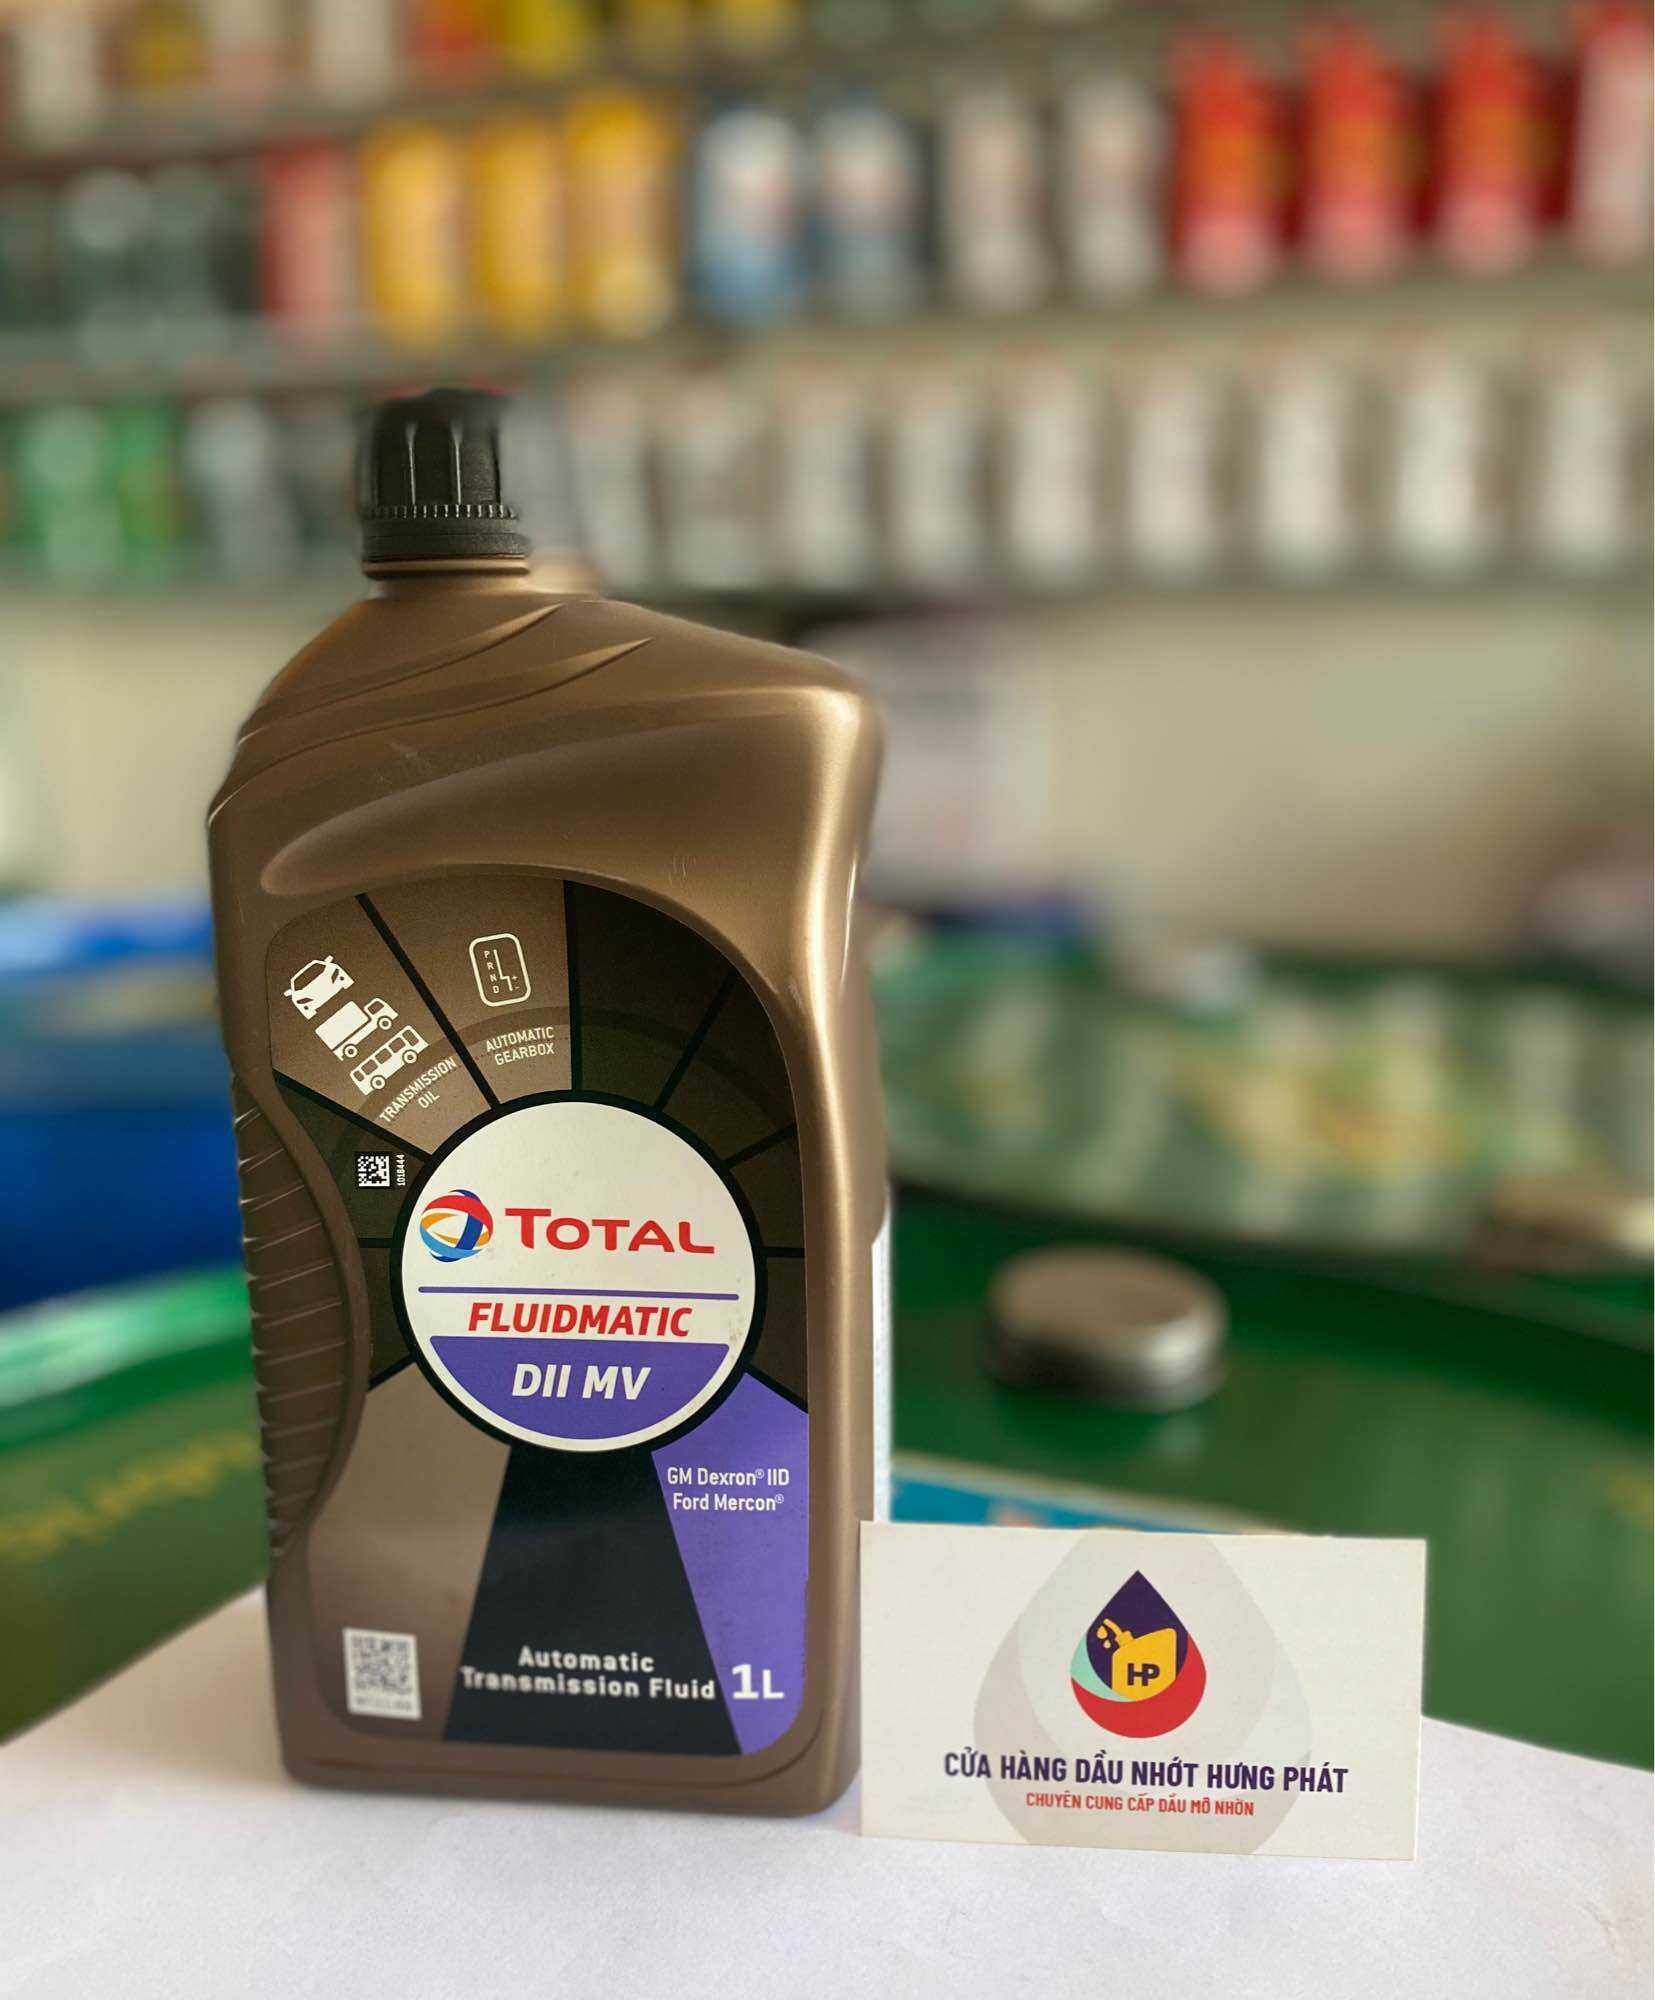 P
R
N
D
+
-
AUTOMATIC
GEARBOX
TRANSMISSION
OIL
1018444
TOTAL
FLUIDMATIC
DII MV
GM Dexron® IID
Ford Mercon®
Automatic
Transmission Fluid
1L
HP
CỬA HÀNG DẦU NHỚT HƯNG PHÁT
CHUYÊN CUNG CẤP DẦU MỠ NHỜN